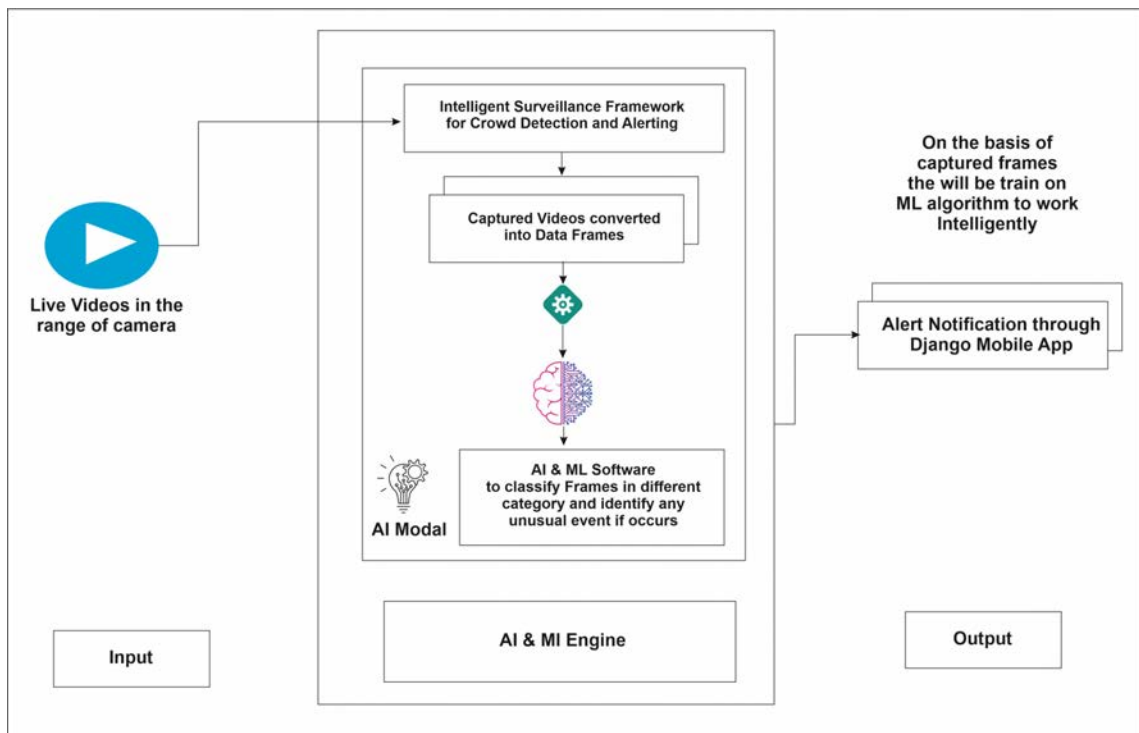 Intelligent Surveillance Framework
for Crowd Detection and Alerting
Captured Videos converted
into Data Frames
Live Videos in the
range of camera
AI & ML Software
to classify Frames in different
category and identify any
unusual event if occurs
AI Modal
On the basis of
captured frames
the will be train on
ML algorithm to work
Intelligently
Alert Notification through
Django Mobile App
Input
AI & MI Engine
Output